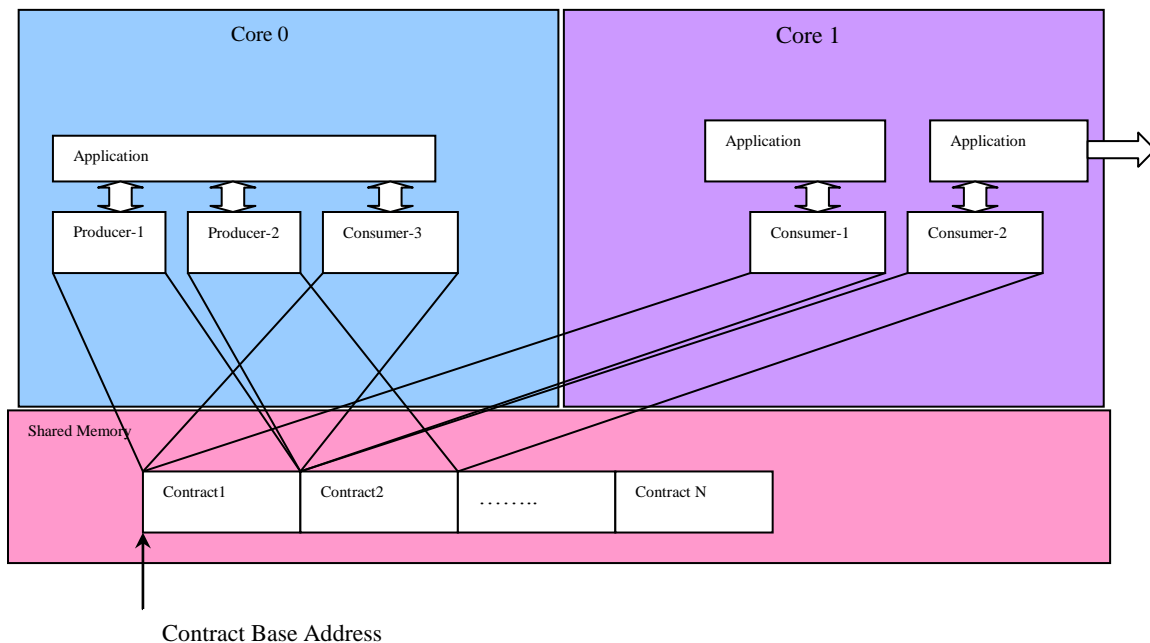 Core 0
Core 1
Application
Application
Application
Producer-1
Producer-2
Consumer-3
Consumer-1
Consumer-2
Shared Memory
Contract1
Contract2
……..
Contract N
Contract Base Address